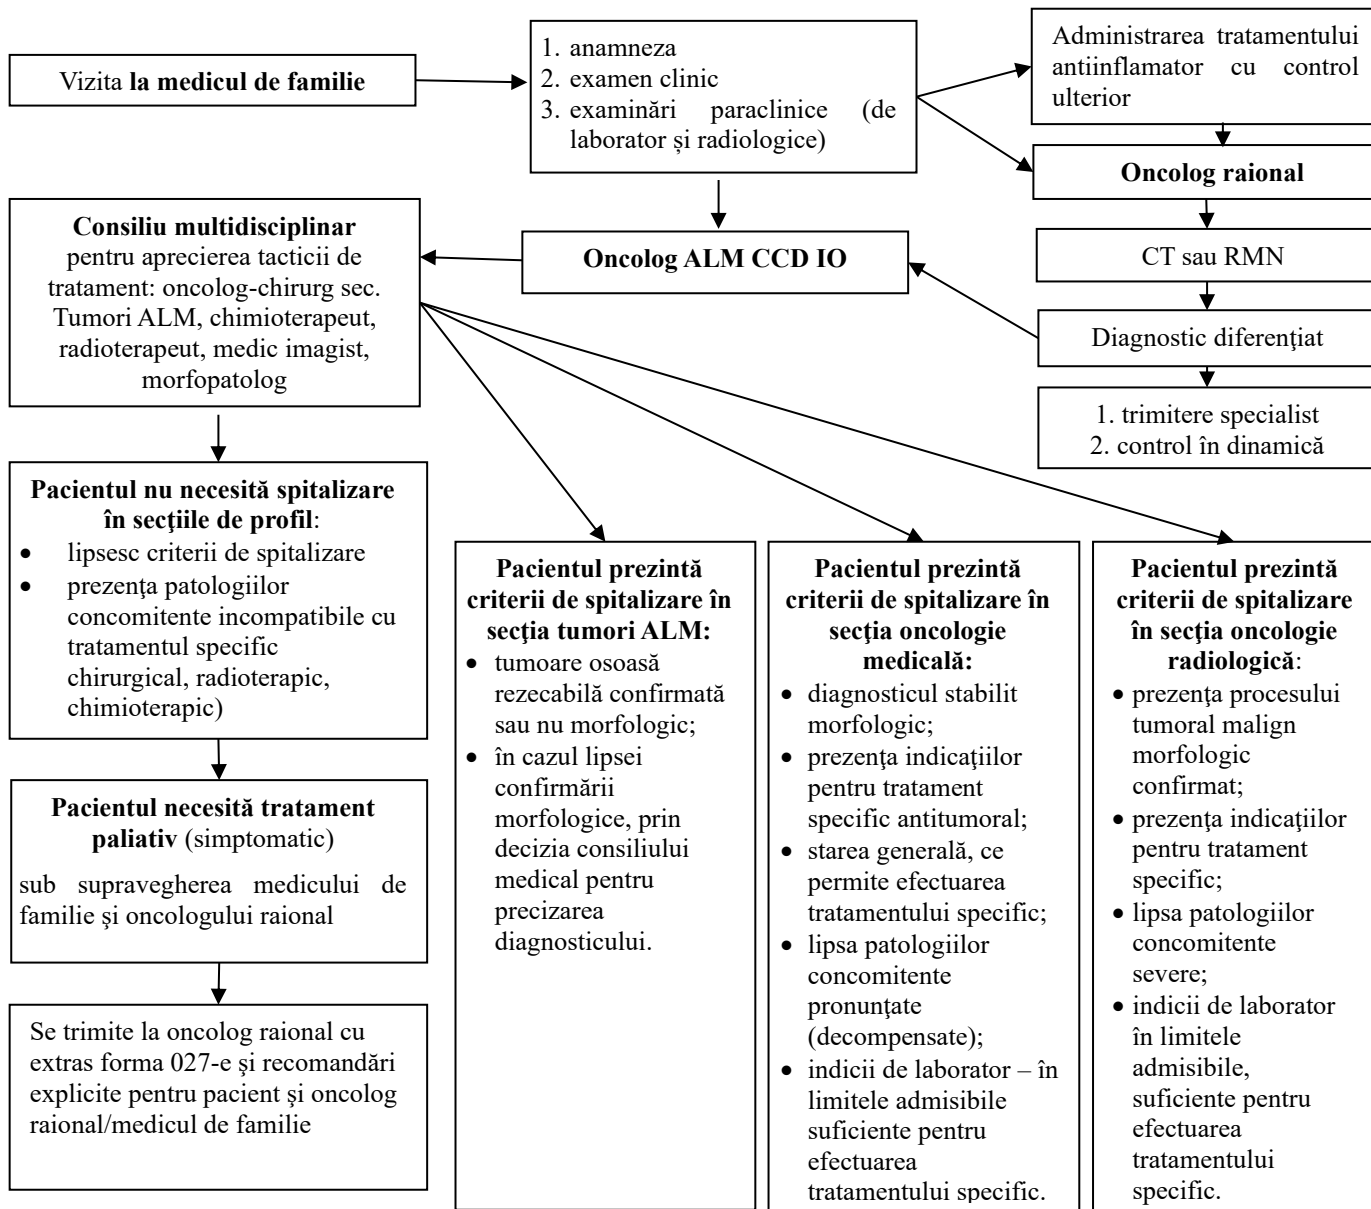 Vizita la medicul de familie
1. anamneza
2. examen clinic
3. examinări paraclinice (de
laborator și radiologice)
Administrarea tratamentului
antiinflamator cu control
ulterior
Oncolog raional
CT sau RMN
Diagnostic diferenţiat
1. trimitere specialist
2. control în dinamică
Oncolog ALM CCD IO
Consiliu multidisciplinar
pentru aprecierea tacticii de
tratament: oncolog-chirurg sec.
Tumori ALM, chimioterapeut,
radioterapeut, medic imagist,
morfopatolog
Pacientul nu necesită spitalizare
în secţiile de profil:
• lipsesc criterii de spitalizare
• prezenţa patologiilor
concomitente incompatibile cu
tratamentul specific
chirurgical, radioterapic,
chimioterapic)
Pacientul necesită tratament
paliativ (simptomatic)
sub supravegherea medicului de
familie şi oncologului raional
Se trimite la oncolog raional cu
extras forma 027-e şi recomandări
explicite pentru pacient şi oncolog
raional/medicul de familie
Pacientul prezintă
criterii de spitalizare în
secţia tumori ALM:
• tumoare osoasă
rezecabilă confirmată
sau nu morfologic;
• în cazul lipsei
confirmării
morfologice, prin
decizia consiliului
medical pentru
precizarea
diagnosticului.
Pacientul prezintă
criterii de spitalizare în
secţia oncologie
medicală:
• diagnosticul stabilit
morfologic;
• prezenţa indicaţiilor
pentru tratament
specific antitumoral;
• starea generală, ce
permite efectuarea
tratamentului specific;
• lipsa patologiilor
concomitente
pronunţate
(decompensate);
• indicii de laborator – în
limitele admisibile
suficiente pentru
efectuarea
tratamentului specific.
Pacientul prezintă
criterii de spitalizare
în secţia oncologie
radiologică:
• prezenţa procesului
tumoral malign
morfologic
confirmat;
• prezenţa indicaţiilor
pentru tratament
specific;
• lipsa patologiilor
concomitente
severe;
• indicii de laborator
în limitele
admisibile,
suficiente pentru
efectuarea
tratamentului
specific.